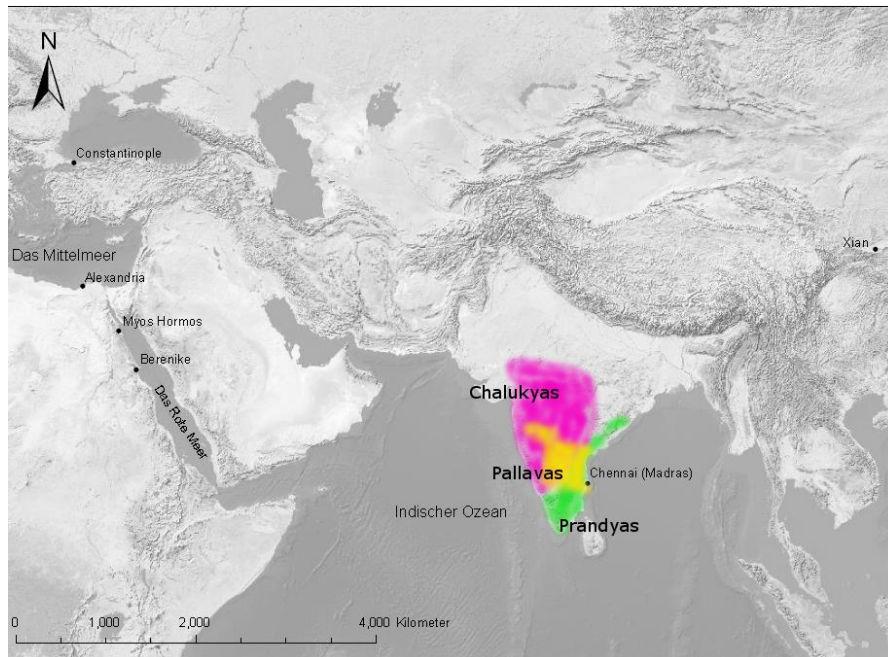 N
Constantinople
Xian
Das Mittelmeer
Alexandria
Myos Hormos
Berenike
Das Rote Meer
Chalukyas
Pallavas
Chennai (Madras)
Indischer Ozean
Prandyas
0 1,000 2,000 4,000 Kilometer